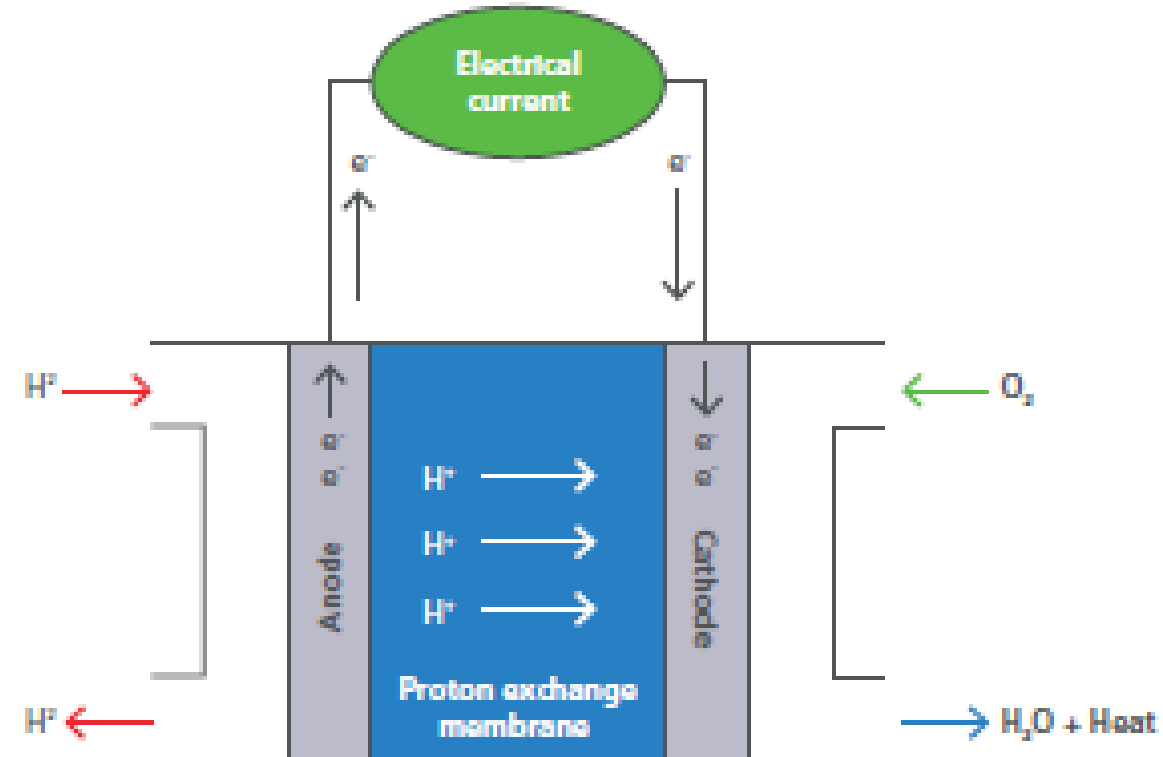 Electrical
current
e⁻
e⁻
H²
O₂
e⁻ e⁻
e⁻ e⁻
H⁺
H⁺
H⁺
Anode
Cathode
Proton exchange
membrane
H²
H₂O + Heat